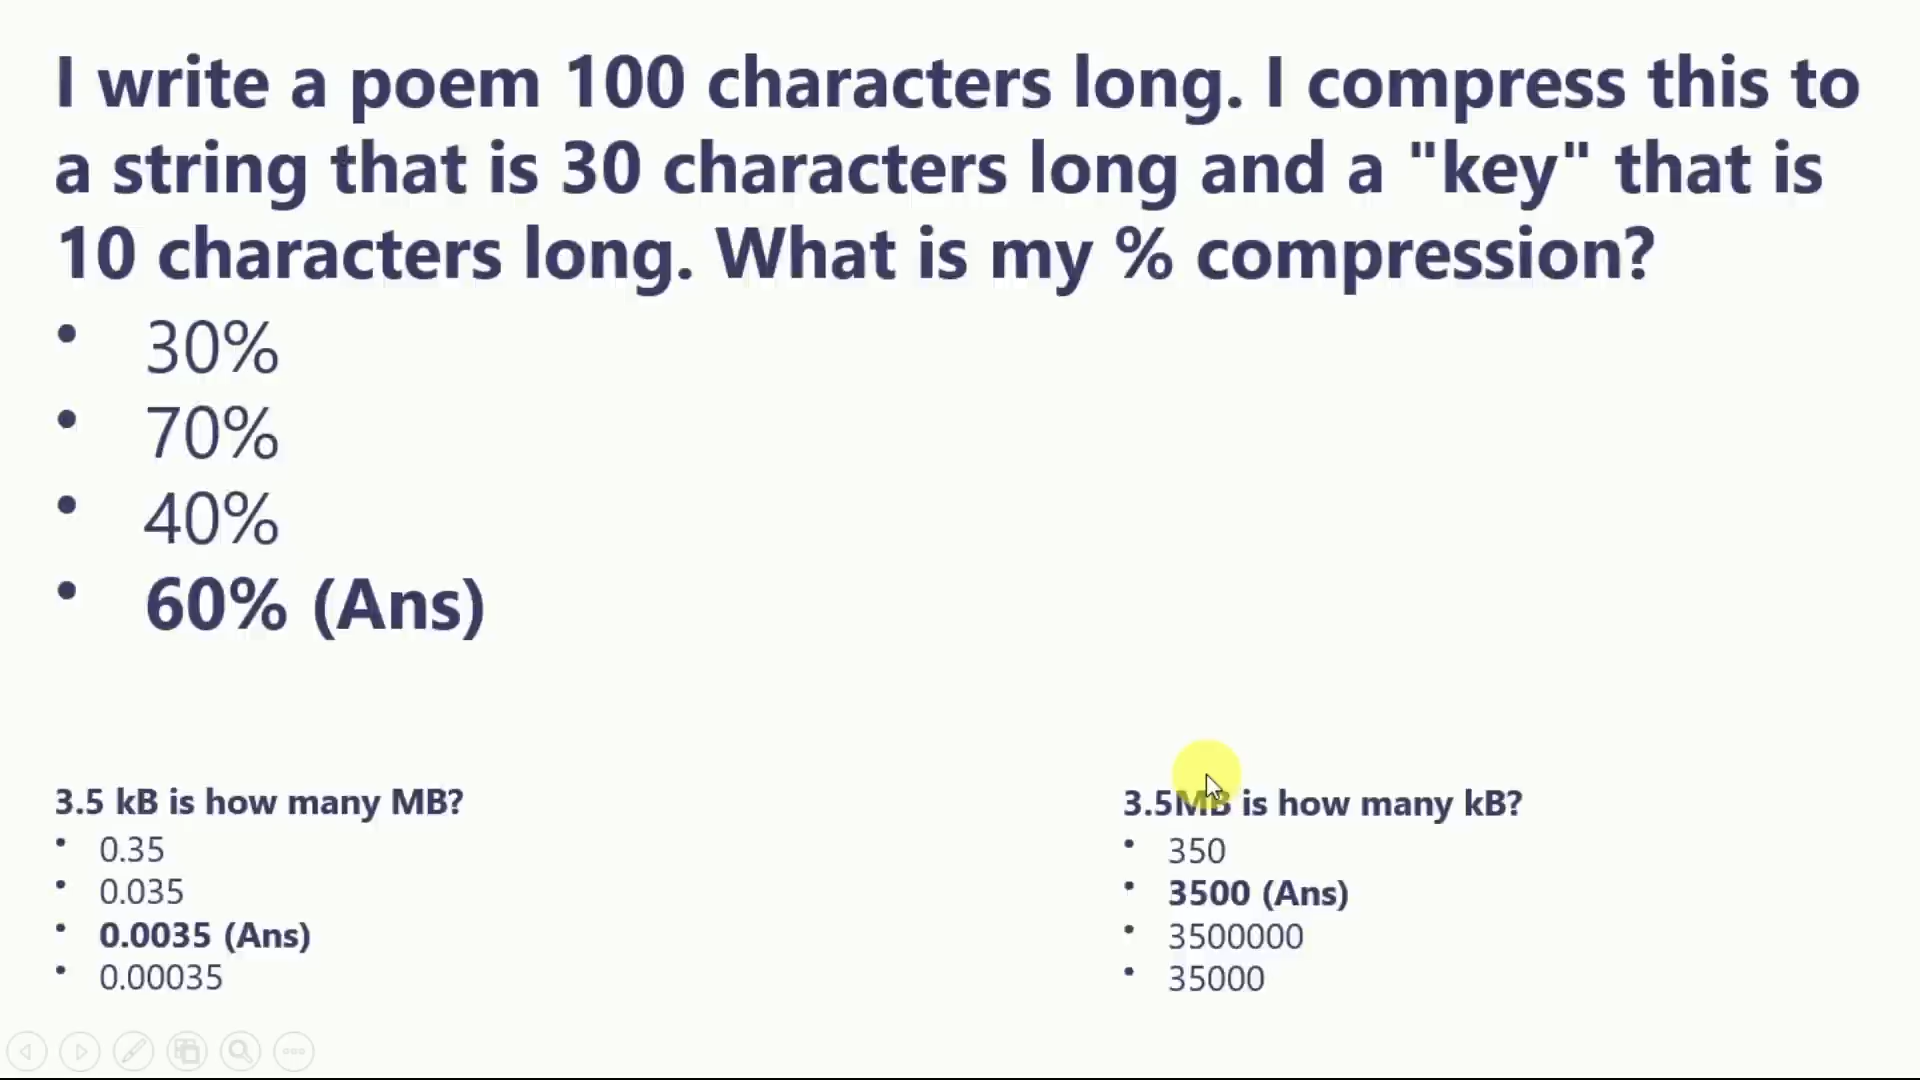 I write a poem 100 characters long. I compress this to
a string that is 30 characters long and a "key" that is
10 characters long. What is my % compression?
• 30%
• 70%
• 40%
• 60% (Ans)
3.5 kB is how many MB?
• 0.35
• 0.035
• 0.0035 (Ans)
• 0.00035
3.5MB is how many kB?
• 350
• 3500 (Ans)
• 3500000
• 35000